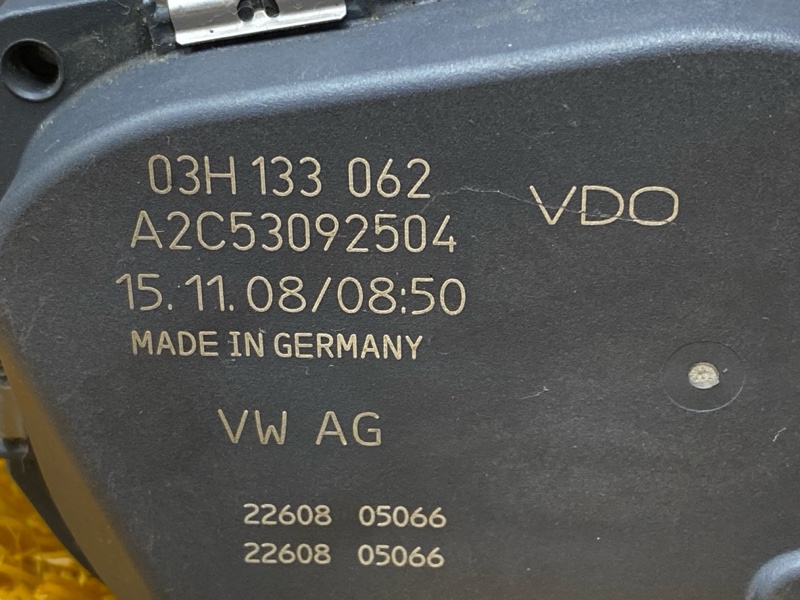 03H 133 062
VDO
A2C53092504
15.11.08/08:50
MADE IN GERMANY
VW AG
22608 05066
22608 05066